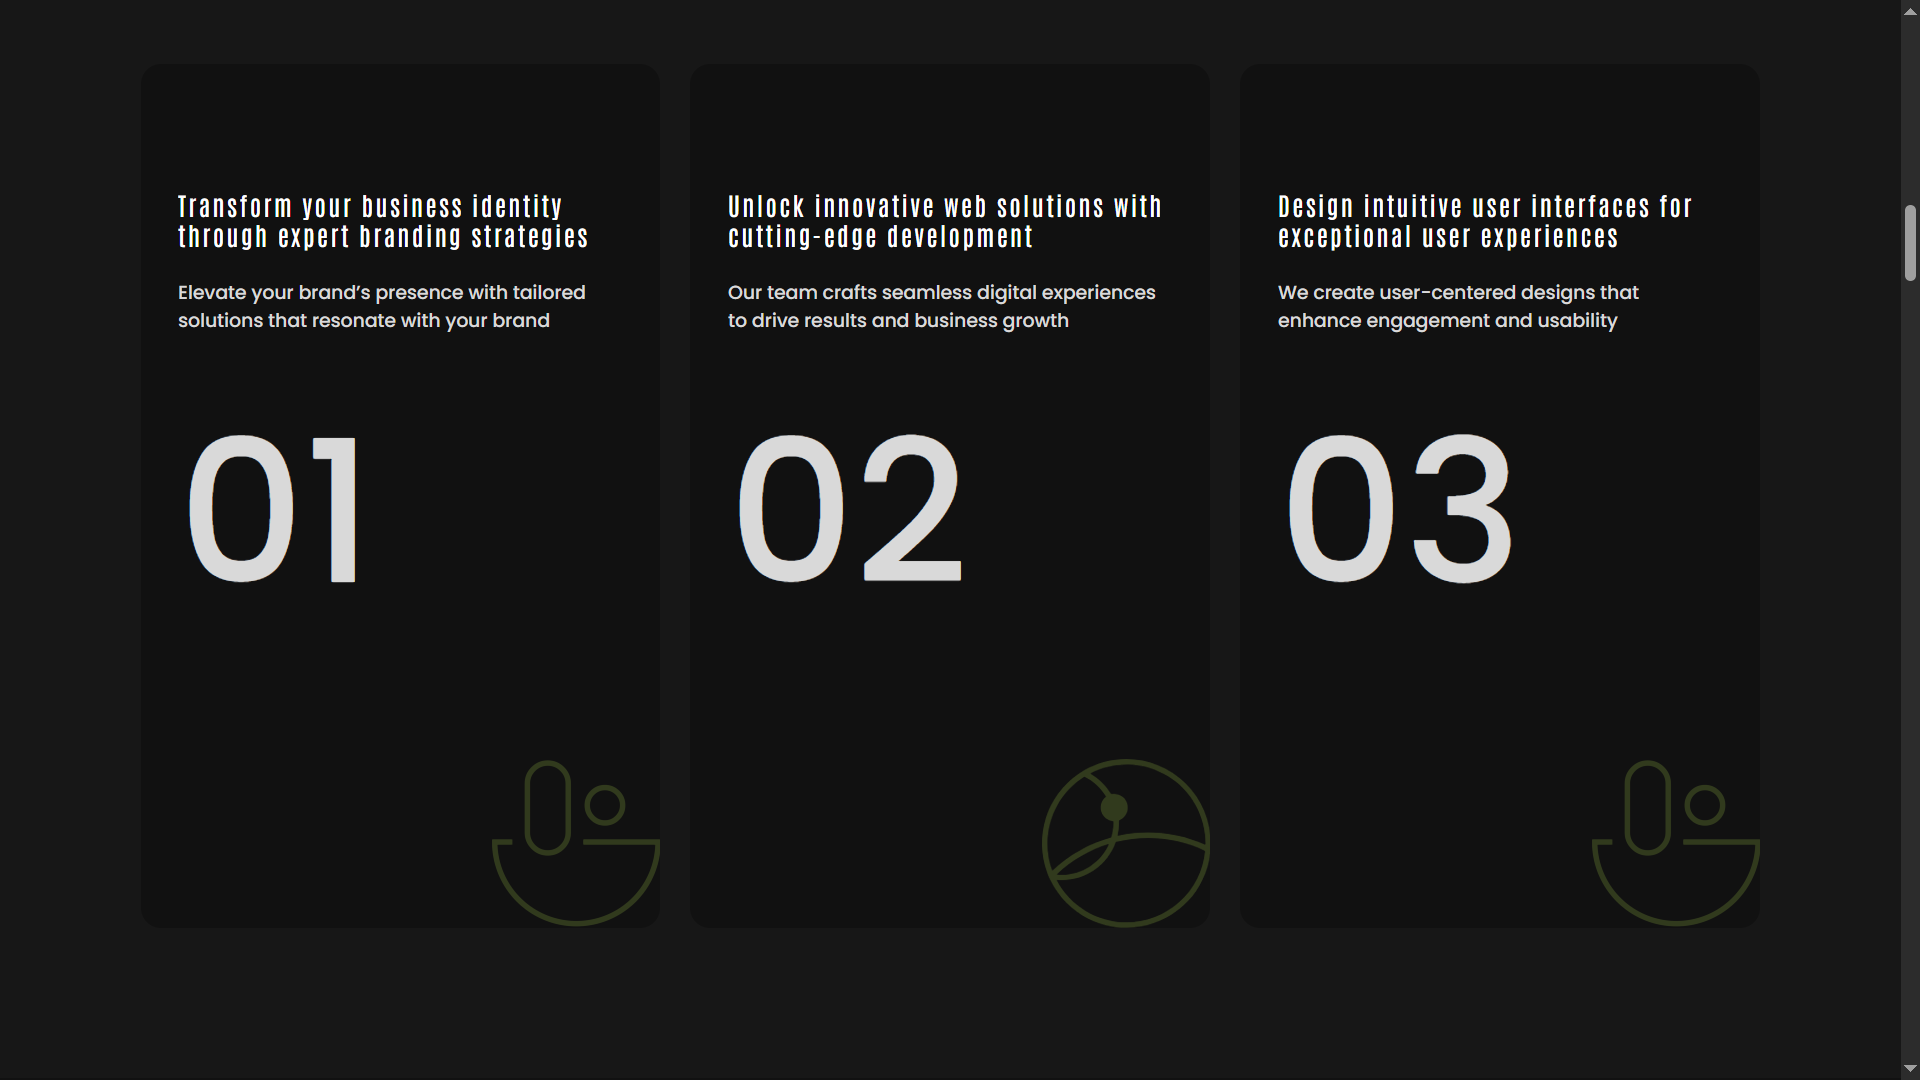 Transform your business identity
through expert branding strategies
Elevate your brand’s presence with tailored
solutions that resonate with your brand
01
Unlock innovative web solutions with
cutting-edge development
Our team crafts seamless digital experiences
to drive results and business growth
02
Design intuitive user interfaces for
exceptional user experiences
We create user-centered designs that
enhance engagement and usability
03